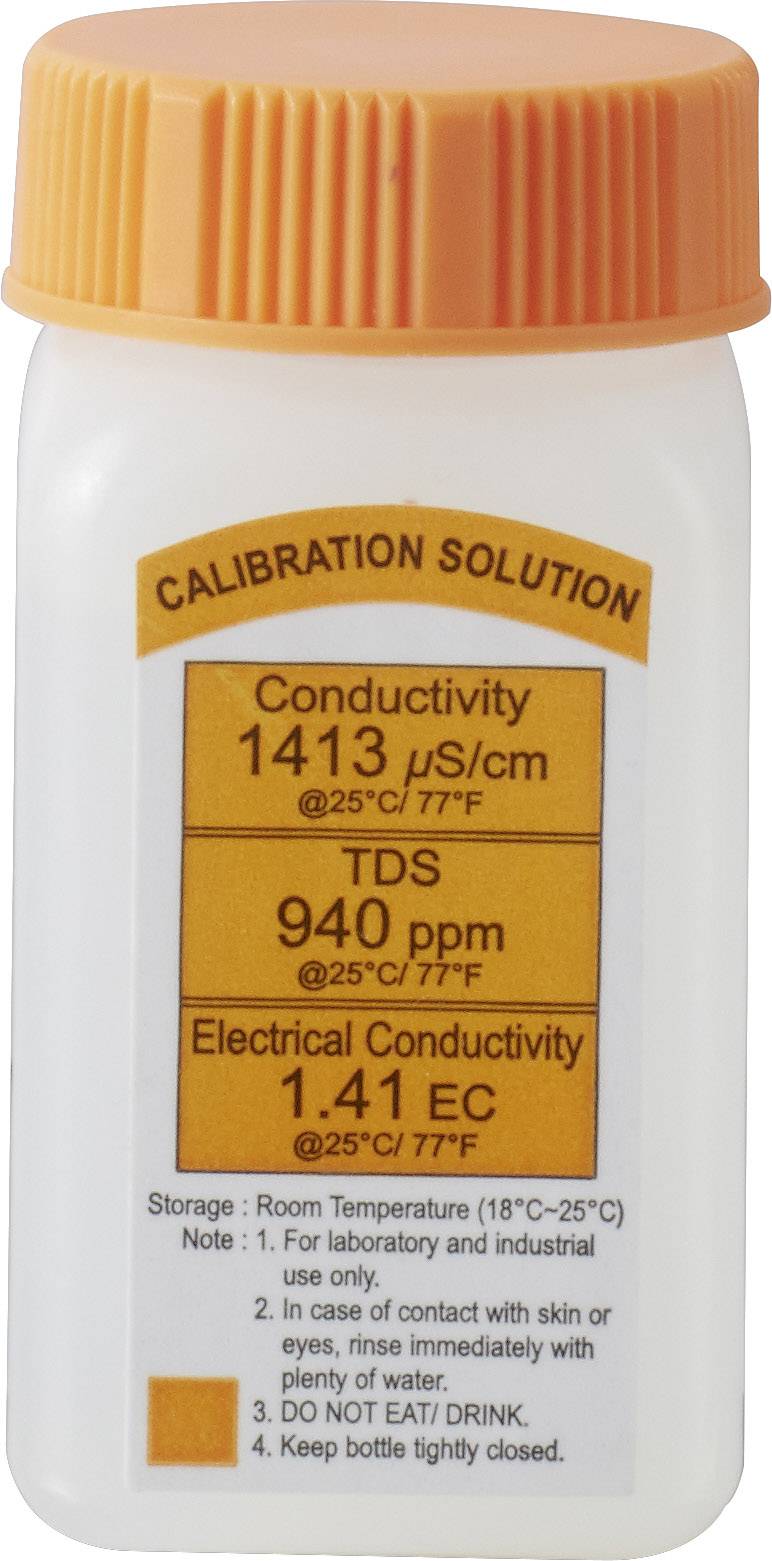 CALIBRATION SOLUTION
Conductivity
1413 µS/cm
@25°C/ 77°F
TDS
940 ppm
@25°C/ 77°F
Electrical Conductivity
1.41 EC
@25°C/ 77°F
Storage : Room Temperature (18°C~25°C)
Note : 1. For laboratory and industrial
use only.
2. In case of contact with skin or
eyes, rinse immediately with
plenty of water.
3. DO NOT EAT/ DRINK.
4. Keep bottle tightly closed.